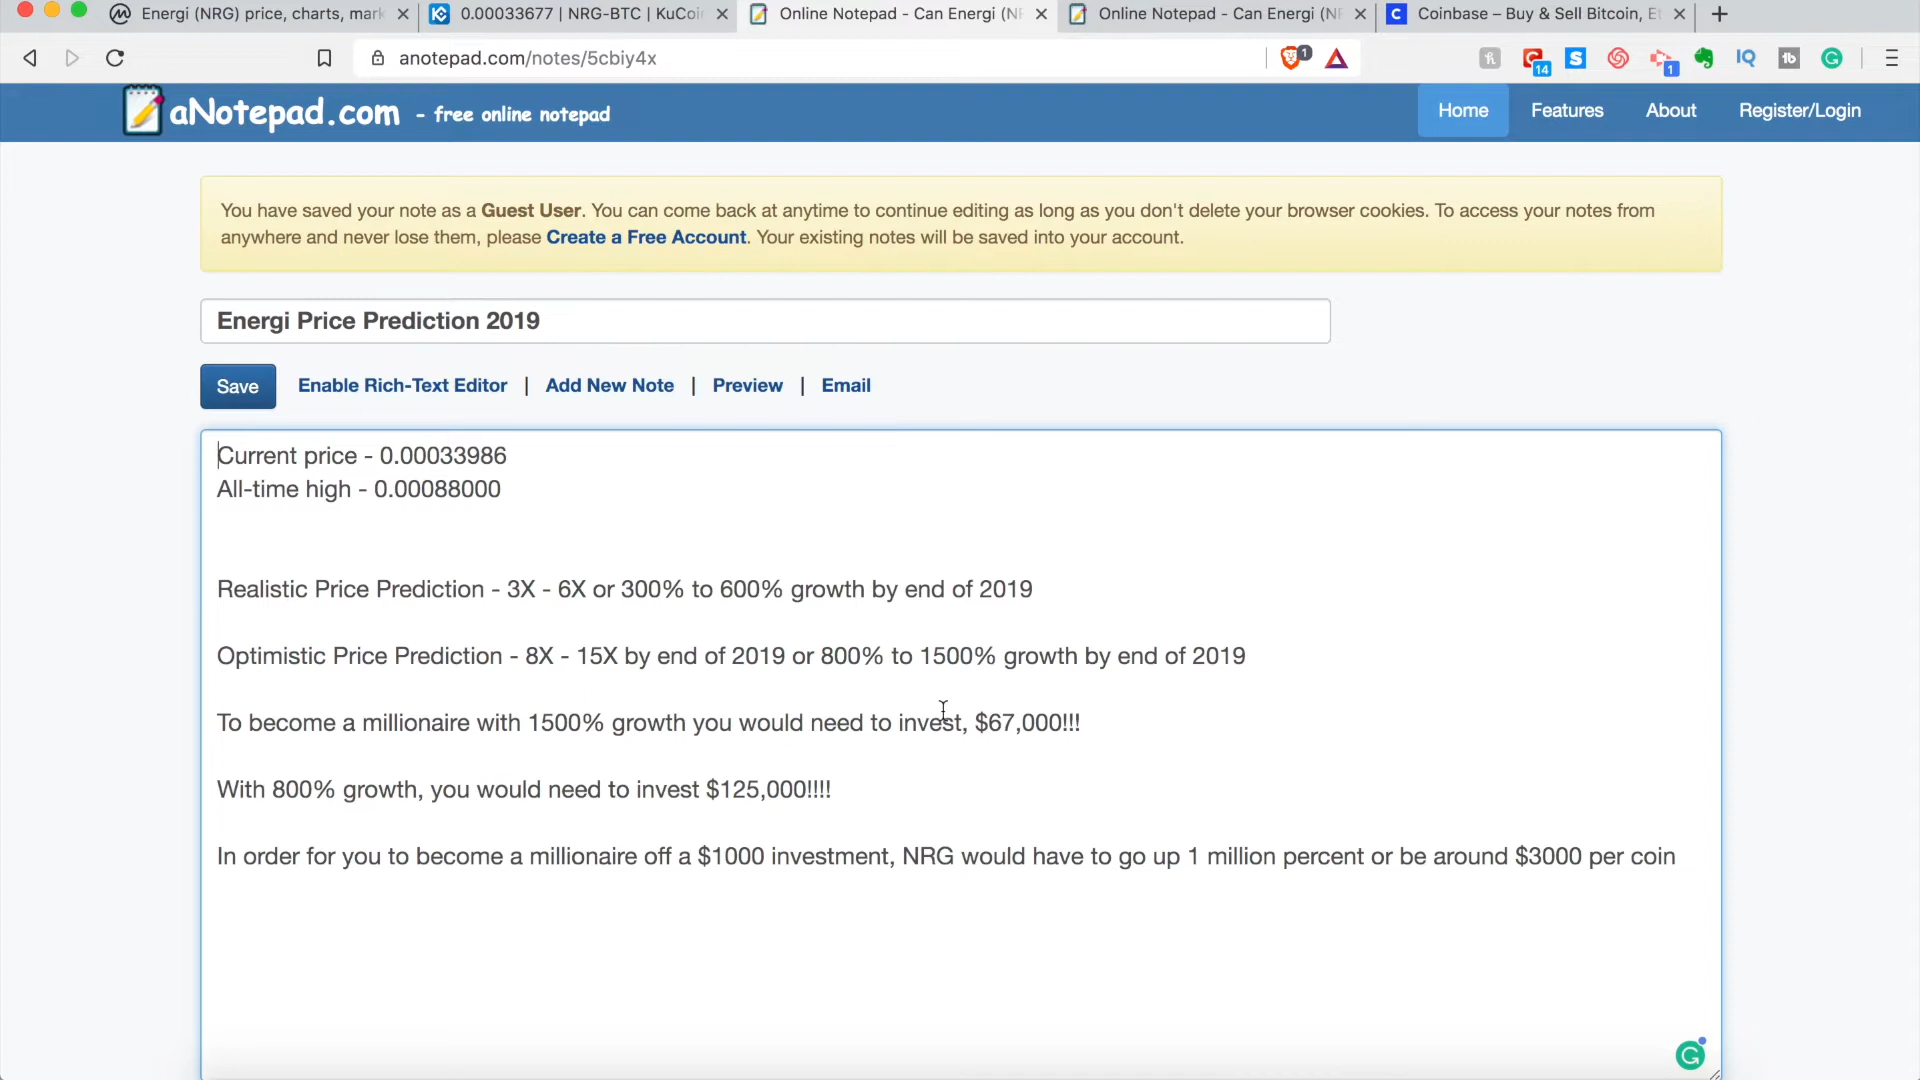 Energi (NRG) price, charts, mark
0.00033677 | NRG-BTC | KuCoi
Online Notepad - Can Energi (NR
Online Notepad - Can Energi (NR
Coinbase – Buy & Sell Bitcoin, Et
anotepad.com/notes/5cbiy4x
1
14
1
IQ
aNotepad.com - free online notepad
Home
Features
About
Register/Login
You have saved your note as a Guest User. You can come back at anytime to continue editing as long as you don't delete your browser cookies. To access your notes from
anywhere and never lose them, please Create a Free Account. Your existing notes will be saved into your account.
Energi Price Prediction 2019
Save
Enable Rich-Text Editor | Add New Note | Preview | Email
Current price - 0.00033986
All-time high - 0.00088000
Realistic Price Prediction - 3X - 6X or 300% to 600% growth by end of 2019
Optimistic Price Prediction - 8X - 15X by end of 2019 or 800% to 1500% growth by end of 2019
To become a millionaire with 1500% growth you would need to invest, $67,000!!!
With 800% growth, you would need to invest $125,000!!!!
In order for you to become a millionaire off a $1000 investment, NRG would have to go up 1 million percent or be around $3000 per coin